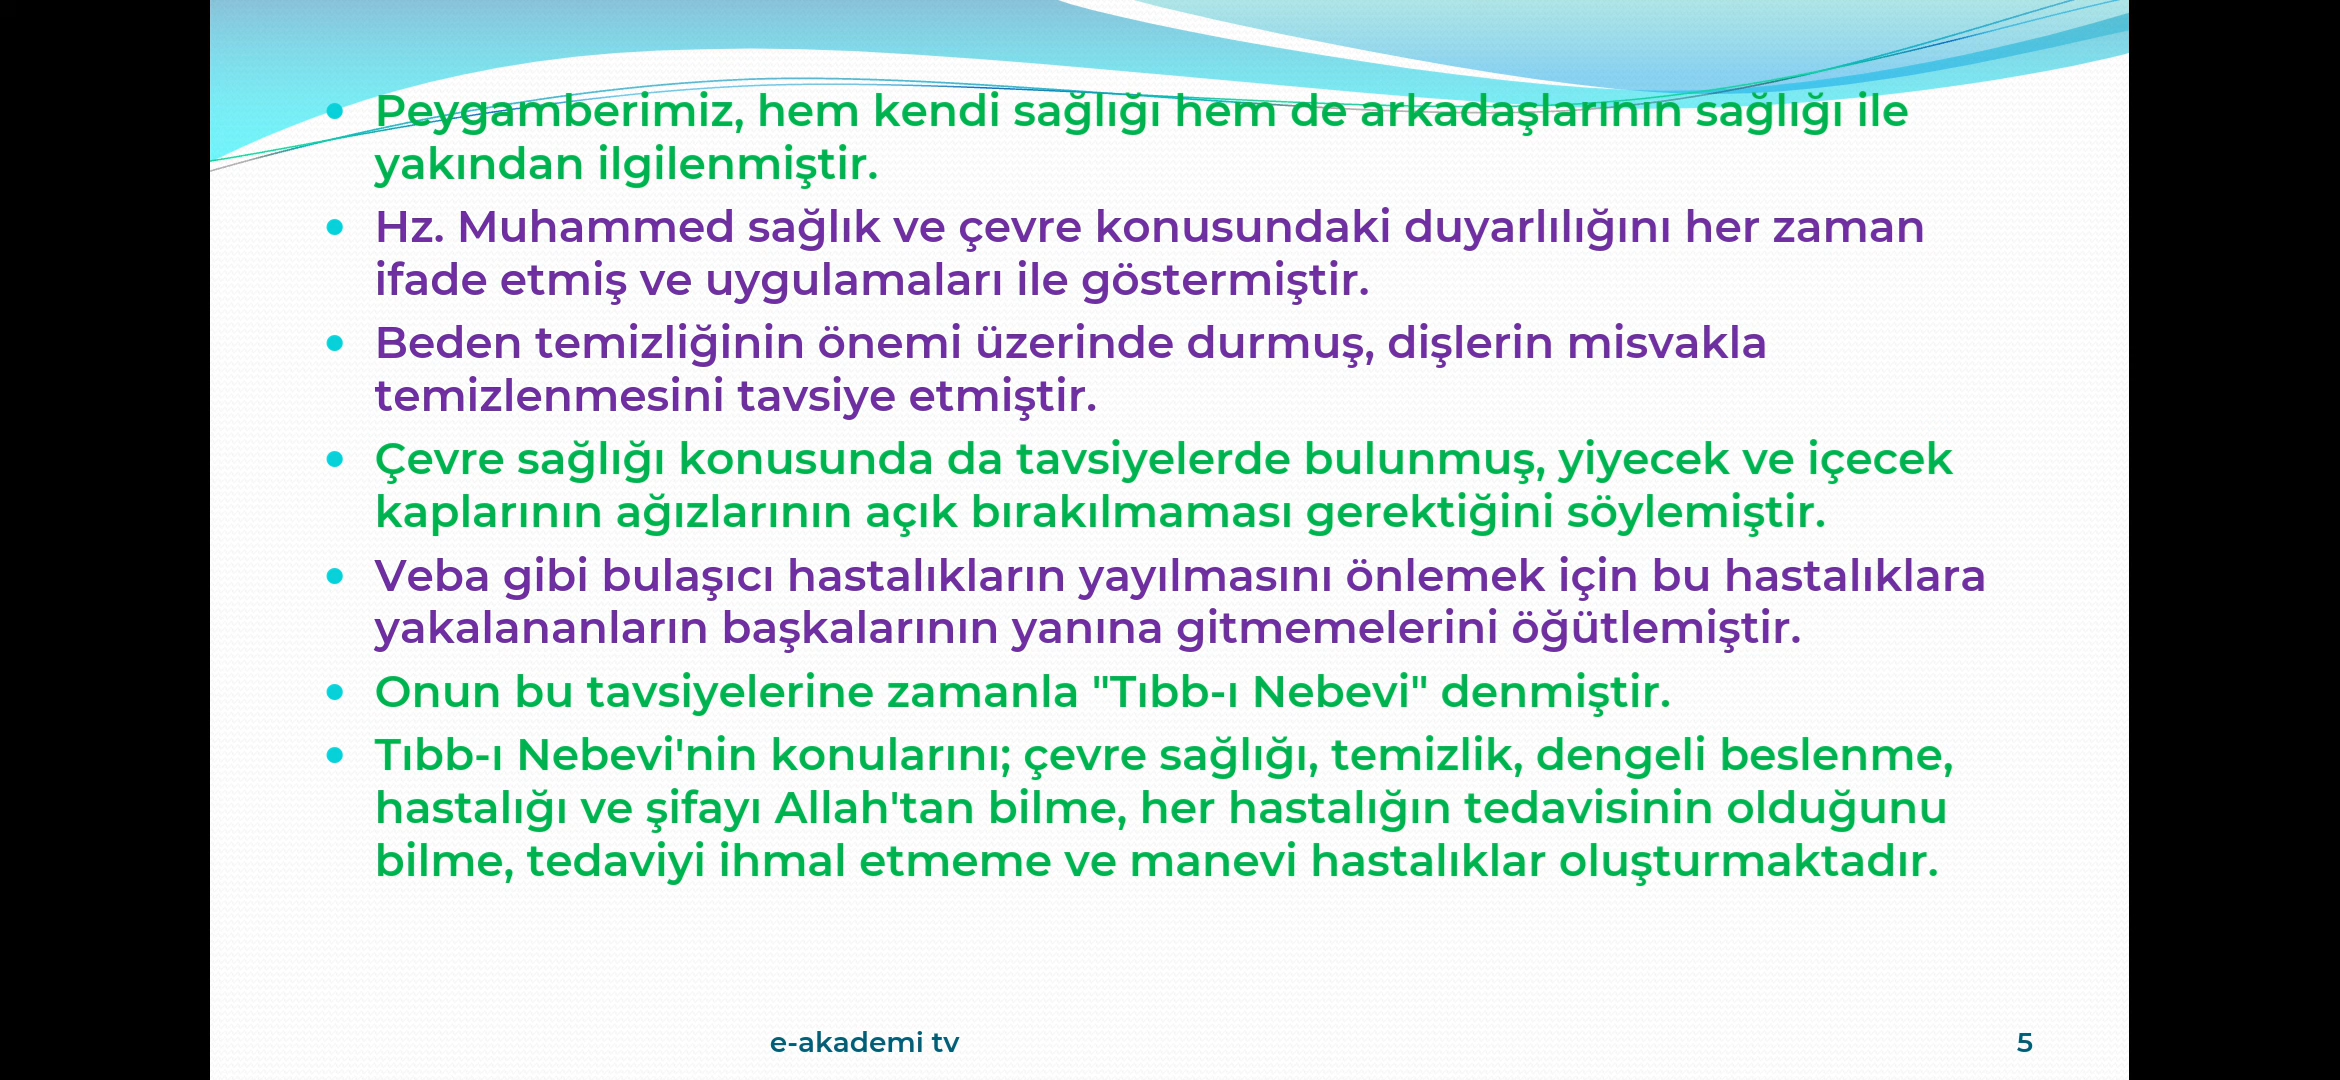 • Peygamberimiz, hem kendi sağlığı hem de arkadaşlarının sağlığı ile
yakından ilgilenmiştir.
• Hz. Muhammed sağlık ve çevre konusundaki duyarlılığını her zaman
ifade etmiş ve uygulamaları ile göstermiştir.
• Beden temizliğinin önemi üzerinde durmuş, dişlerin misvakla
temizlenmesini tavsiye etmiştir.
• Çevre sağlığı konusunda da tavsiyelerde bulunmuş, yiyecek ve içecek
kaplarının ağızlarının açık bırakılmaması gerektiğini söylemiştir.
• Veba gibi bulaşıcı hastalıkların yayılmasını önlemek için bu hastalıklara
yakalananların başkalarının yanına gitmemelerini öğütlemiştir.
• Onun bu tavsiyelerine zamanla "Tıbb-ı Nebevi" denmiştir.
• Tıbb-ı Nebevi'nin konularını; çevre sağlığı, temizlik, dengeli beslenme,
hastalığı ve şifayı Allah'tan bilme, her hastalığın tedavisinin olduğunu
bilme, tedaviyi ihmal etmeme ve manevi hastalıklar oluşturmaktadır.
e-akademi tv
5